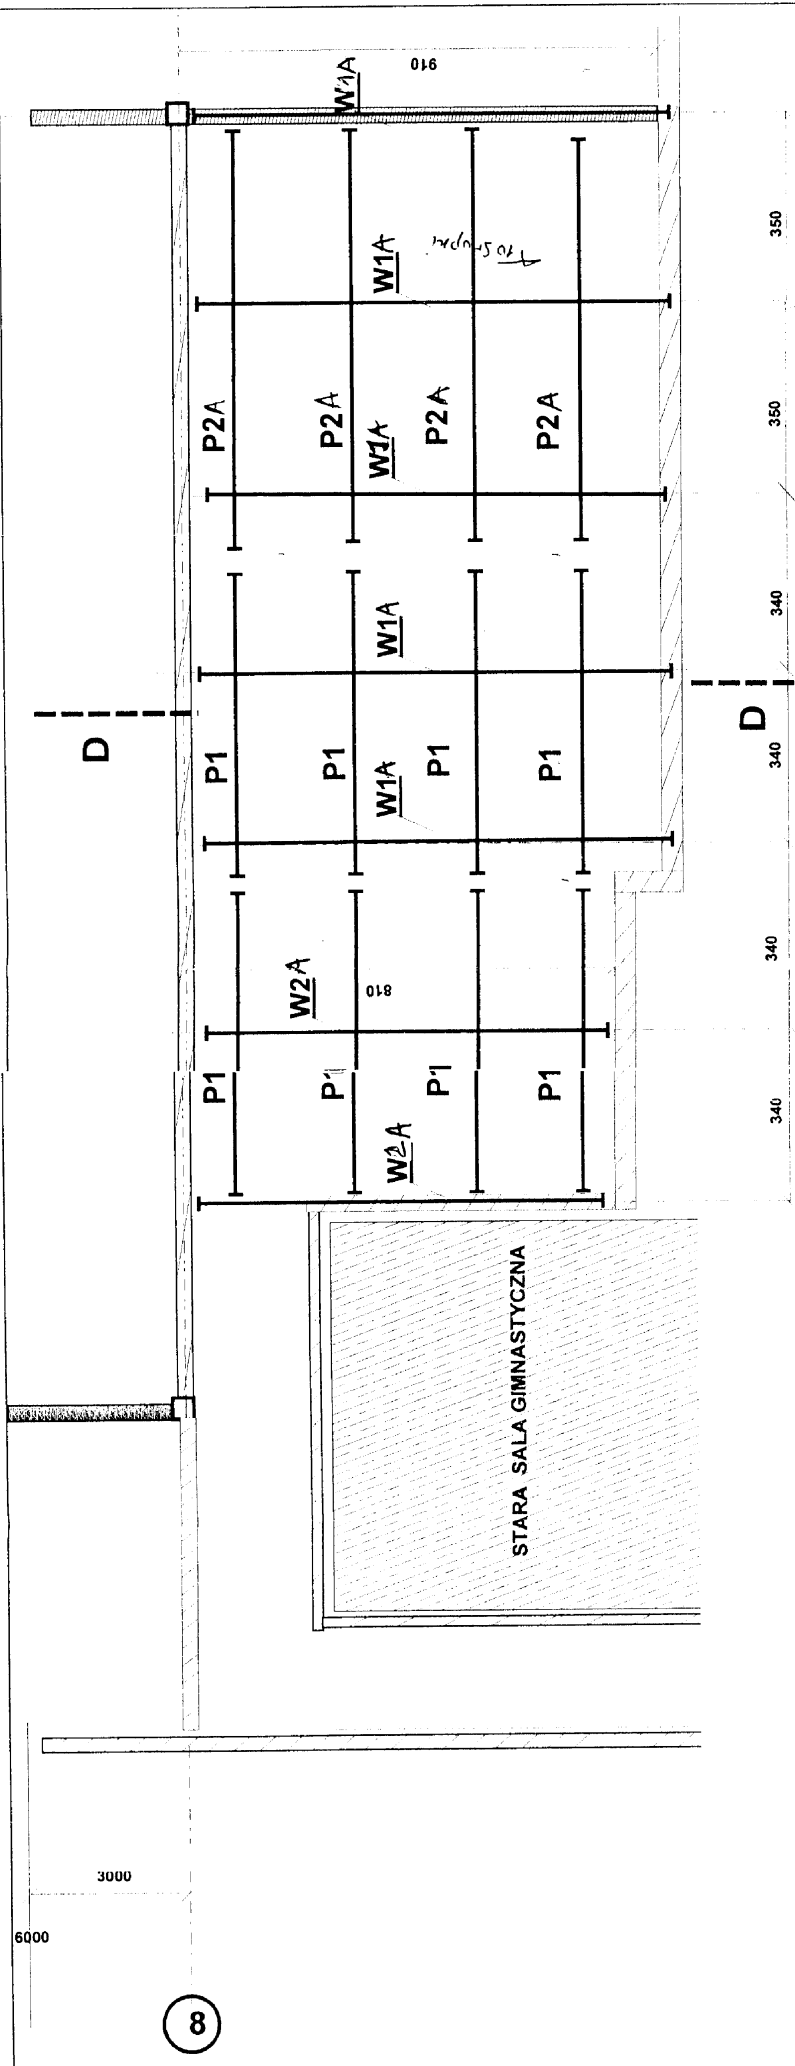 910
W1A
350
W1A
350
P2A
P2A
P2A
P2A
W1A
340
W1A
D
D
P1
P1
P1
P1
W1A
340
W2A
810
340
P1
P1
P1
P1
W2A
340
STARA SALA GIMNASTYCZNA
3000
6000
8